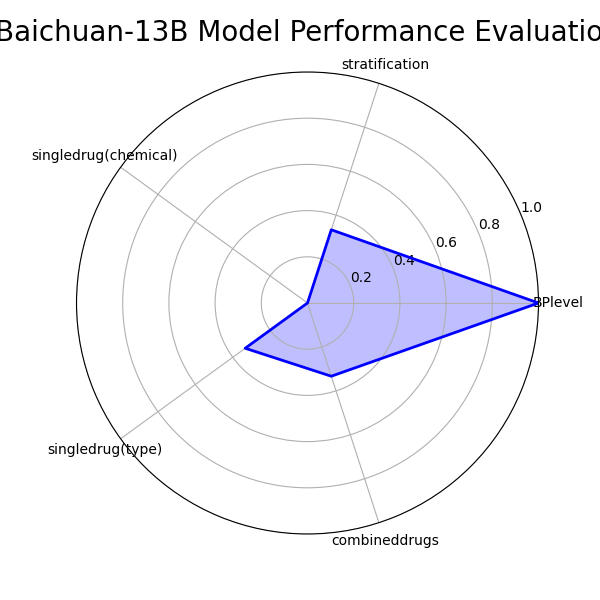 Baichuan-13B Model Performance Evaluatio
stratification
singledrug(chemical)
1.0
0.8
0.6
0.4
0.2
BPlevel
singledrug(type)
combineddrugs